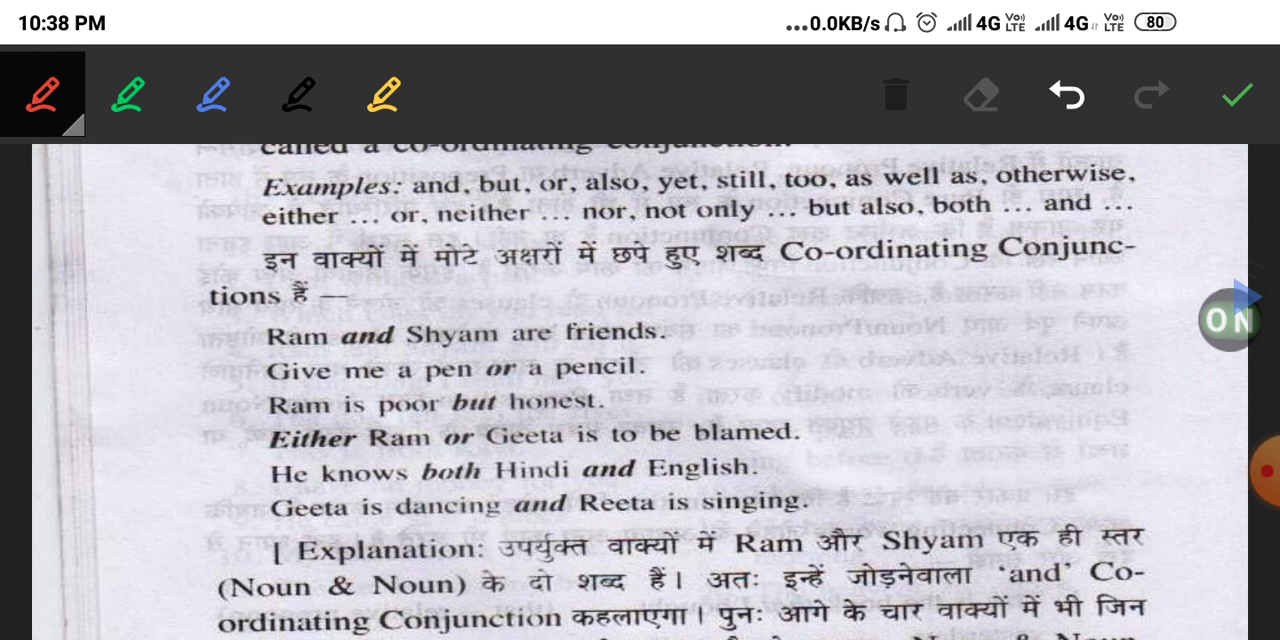 10:38 PM
...0.0KB/s 4G Vo) LTE 4G Vo) LTE 80
called a co-ordinating conjunction.
Examples: and, but, or, also, yet, still, too, as well as, otherwise,
either ... or, neither ... nor, not only ... but also, both ... and ...
इन वाक्यों में मोटे अक्षरों में छपे हुए शब्द Co-ordinating Conjunc-
tions हैं —
ON
Ram and Shyam are friends.
Give me a pen or a pencil.
Ram is poor but honest.
Either Ram or Geeta is to be blamed.
He knows both Hindi and English.
Geeta is dancing and Reeta is singing.
[ Explanation: उपर्युक्त वाक्यों में Ram और Shyam एक ही स्तर
(Noun & Noun) के दो शब्द हैं। अतः इन्हें जोड़नेवाला 'and' Co-
ordinating Conjunction कहलाएगा। पुनः आगे के चार वाक्यों में भी जिन